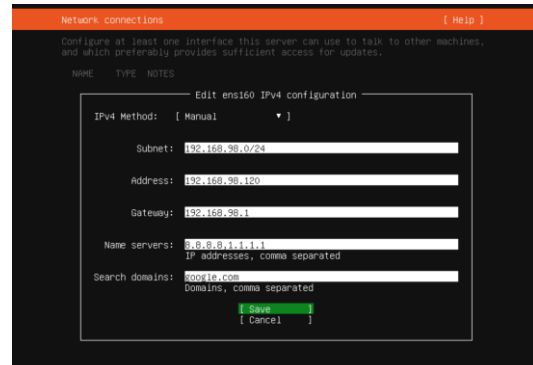 Network connections [ Help ]
Configure at least one interface this server can use to talk to other machines,
and which preferably provides sufficient access for updates.
NAME TYPE NOTES
Edit ens160 IPv4 configuration
IPv4 Method: [ Manual ▾ ]
Subnet: 192.168.98.0/24
Address: 192.168.98.120
Gateway: 192.168.98.1
Name servers: 8.8.8.8,1.1.1.1
IP addresses, comma separated
Search domains: google.com
Domains, comma separated
[ Save ]
[ Cancel ]